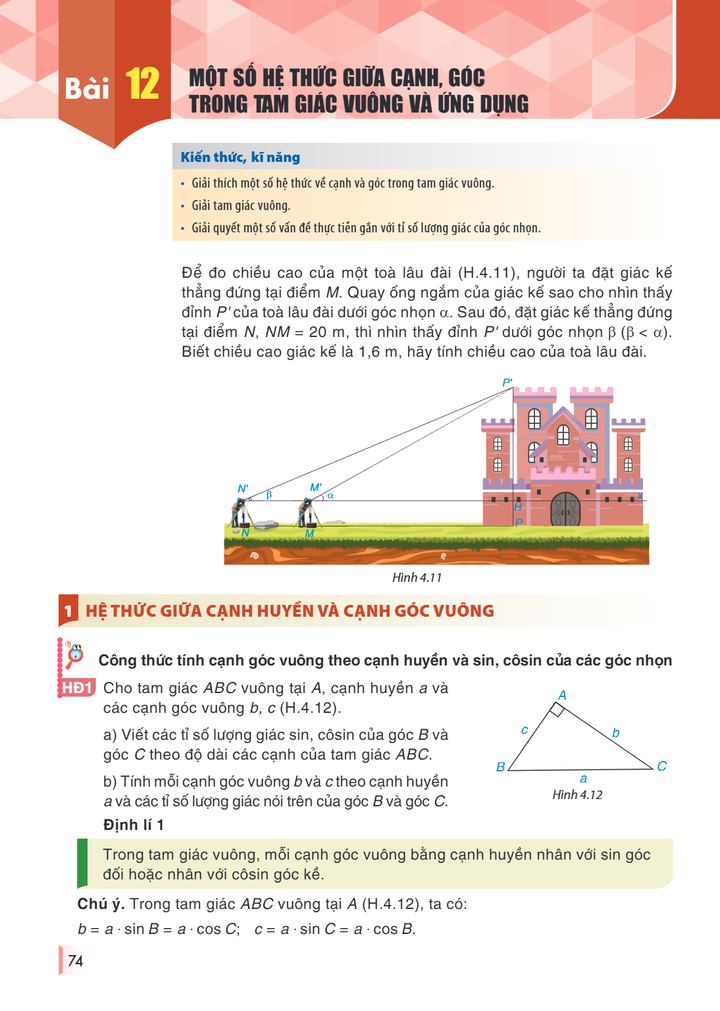 Bài 12
MỘT SỐ HỆ THỨC GIỮA CẠNH, GÓC
TRONG TAM GIÁC VUÔNG VÀ ỨNG DỤNG
Kiến thức, kĩ năng
• Giải thích một số hệ thức về cạnh và góc trong tam giác vuông.
• Giải tam giác vuông.
• Giải quyết một số vấn đề thực tiễn gắn với tỉ số lượng giác của góc nhọn.
Để đo chiều cao của một toà lâu đài (H.4.11), người ta đặt giác kế
thẳng đứng tại điểm M. Quay ống ngắm của giác kế sao cho nhìn thấy
đỉnh P' của toà lâu đài dưới góc nhọn α. Sau đó, đặt giác kế thẳng đứng
tại điểm N, NM = 20 m, thì nhìn thấy đỉnh P' dưới góc nhọn β (β < α).
Biết chiều cao giác kế là 1,6 m, hãy tính chiều cao của toà lâu đài.
P'
N' β M' α x
H
N M P
Hình 4.11
1 HỆ THỨC GIỮA CẠNH HUYỀN VÀ CẠNH GÓC VUÔNG
Công thức tính cạnh góc vuông theo cạnh huyền và sin, côsin của các góc nhọn
HĐ1 Cho tam giác ABC vuông tại A, cạnh huyền a và
các cạnh góc vuông b, c (H.4.12).
a) Viết các tỉ số lượng giác sin, côsin của góc B và
góc C theo độ dài các cạnh của tam giác ABC.
b) Tính mỗi cạnh góc vuông b và c theo cạnh huyền
a và các tỉ số lượng giác nói trên của góc B và góc C.
A
c b
B C
a
Hình 4.12
Định lí 1
Trong tam giác vuông, mỗi cạnh góc vuông bằng cạnh huyền nhân với sin góc
đối hoặc nhân với côsin góc kề.
Chú ý. Trong tam giác ABC vuông tại A (H.4.12), ta có:
b = a · sin B = a · cos C; c = a · sin C = a · cos B.
74